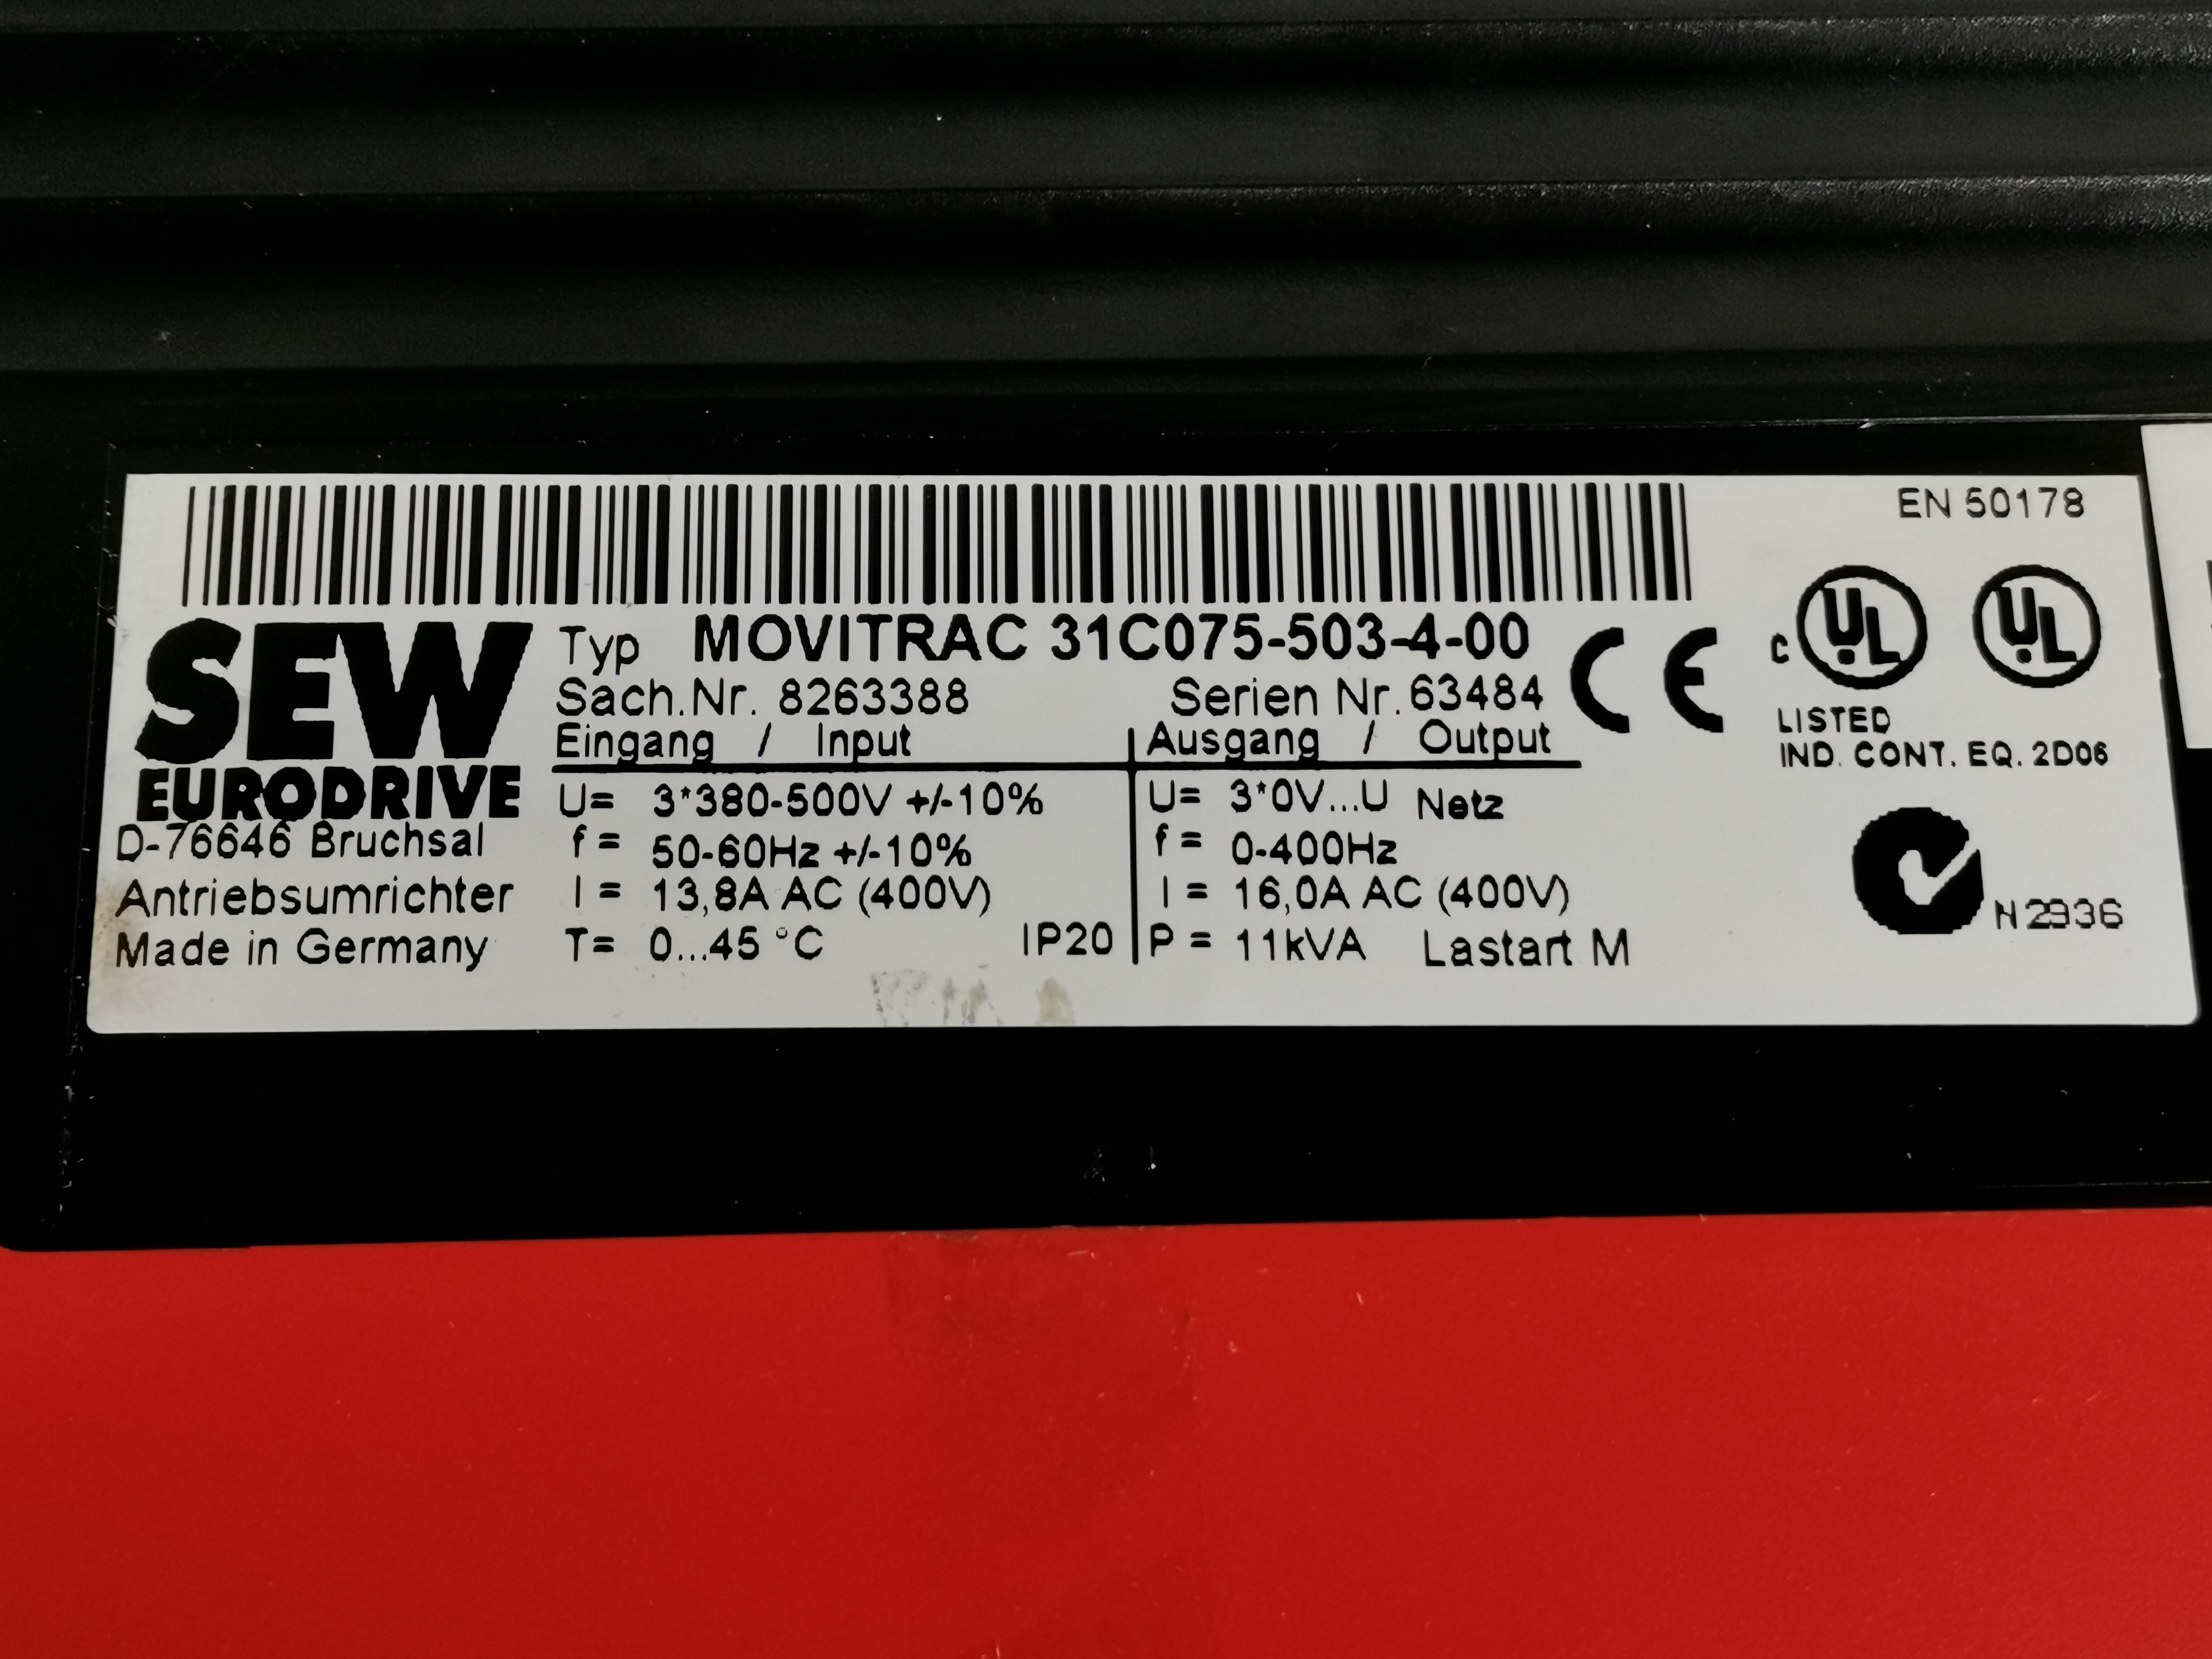 EN 50178
SEW
EURODRIVE
D-76646 Bruchsal
Antriebsumrichter
Made in Germany
Typ MOVITRAC 31C075-503-4-00
Sach.Nr. 8263388 Serien Nr. 63484
Eingang / Input Ausgang / Output
U= 3*380-500V +/-10% U= 3*0V...U Netz
f = 50-60Hz +/-10% f = 0-400Hz
I = 13,8A AC (400V) I = 16,0A AC (400V)
T= 0...45 °C IP20 P = 11kVA Lastart M
CE
c UL UL
LISTED
IND. CONT. EQ. 2D06
N2936